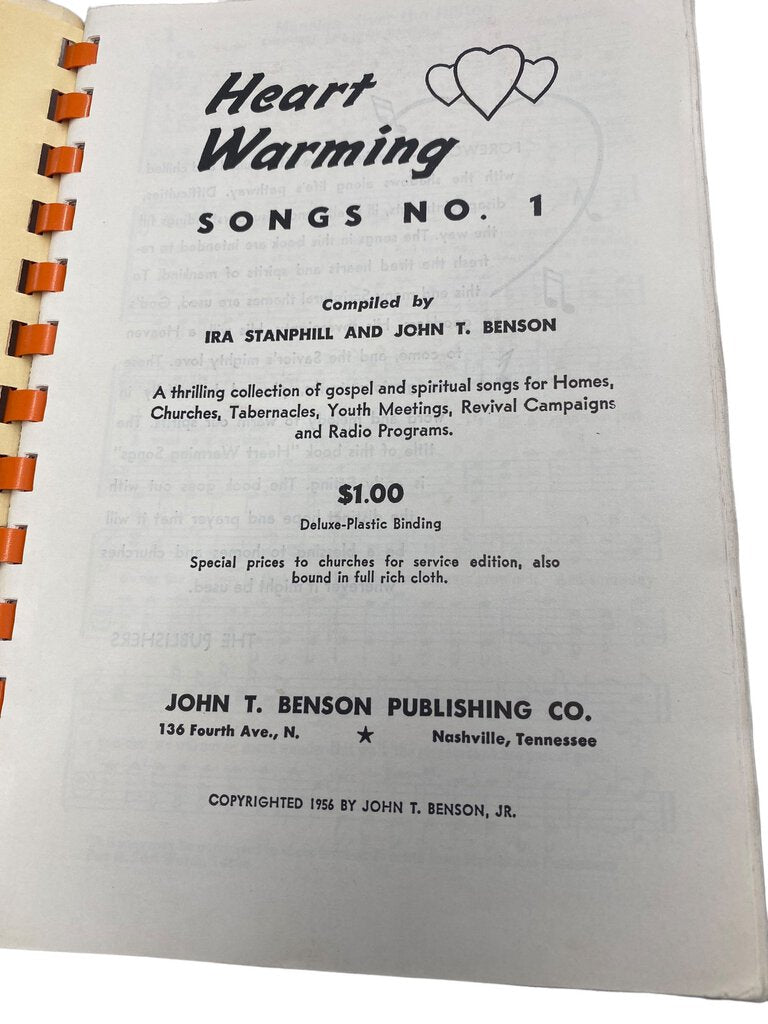 Heart
Warming
SONGS NO. 1
Compiled by
IRA STANPHILL AND JOHN T. BENSON
A thrilling collection of gospel and spiritual songs for Homes,
Churches, Tabernacles, Youth Meetings, Revival Campaigns
and Radio Programs.
$1.00
Deluxe-Plastic Binding
Special prices to churches for service edition, also
bound in full rich cloth.
JOHN T. BENSON PUBLISHING CO.
136 Fourth Ave., N. ★ Nashville, Tennessee
COPYRIGHTED 1956 BY JOHN T. BENSON, JR.